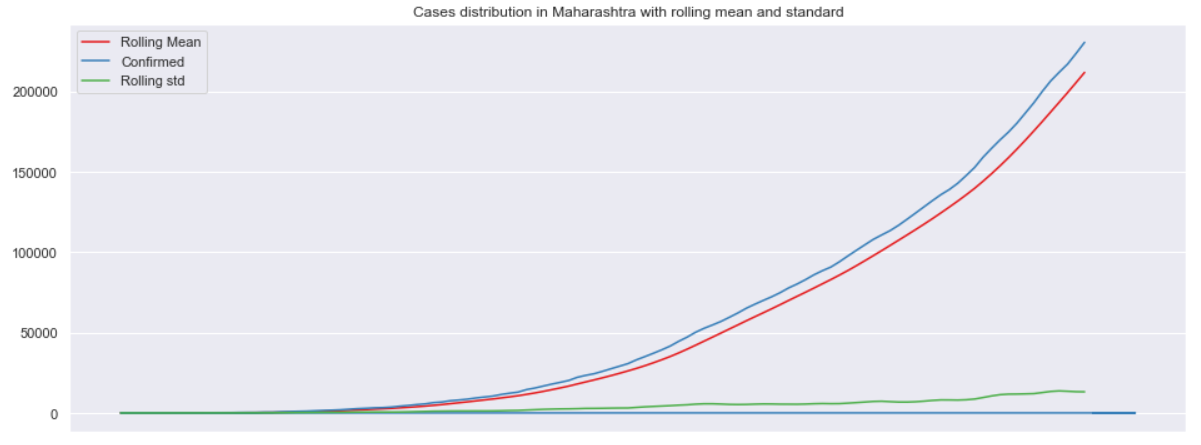 Cases distribution in Maharashtra with rolling mean and standard
Rolling Mean
Confirmed
Rolling std
200000
150000
100000
50000
0